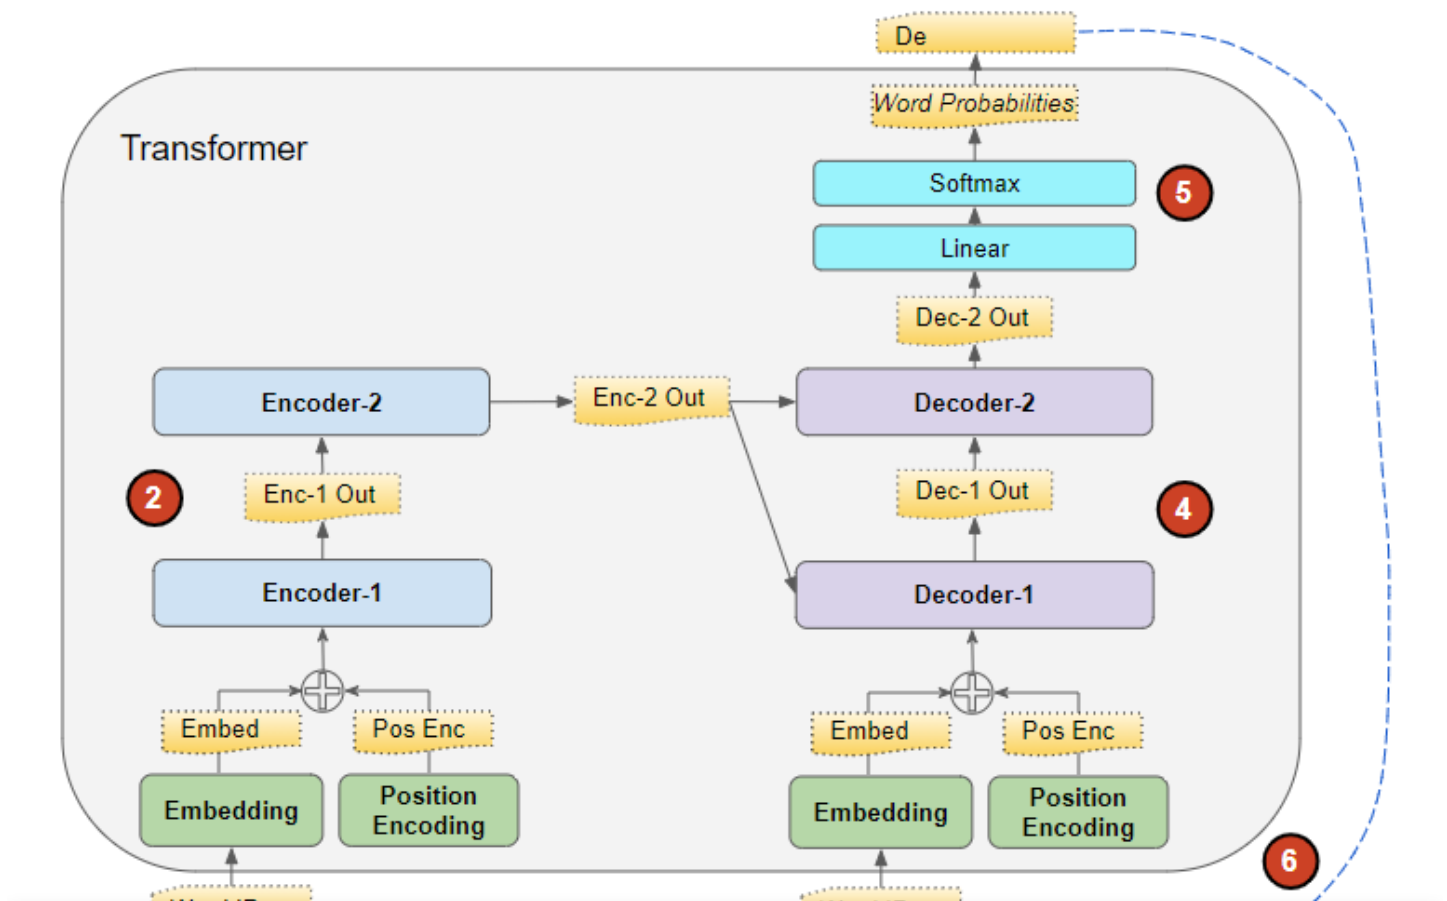 De
Word Probabilities
Transformer
Softmax
5
Linear
Dec-2 Out
Encoder-2
Enc-2 Out
Decoder-2
2
Enc-1 Out
Dec-1 Out
4
Encoder-1
Decoder-1
Embed
Pos Enc
Embed
Pos Enc
Embedding
Position
Encoding
Embedding
Position
Encoding
6